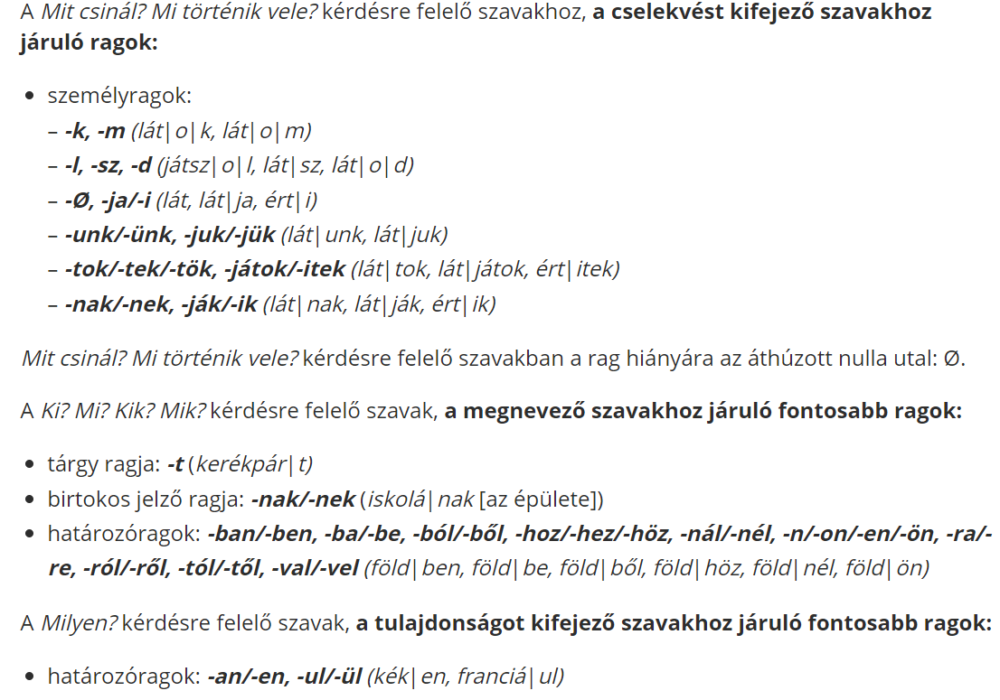 A Mit csinál? Mi történik vele? kérdésre felelő szavakhoz, a cselekvést kifejező szavakhoz
járuló ragok:
• személyragok:
– -k, -m (lát|o|k, lát|o|m)
– -l, -sz, -d (játsz|o|l, lát|sz, lát|o|d)
– -Ø, -ja/-i (lát, lát|ja, ért|i)
– -unk/-ünk, -juk/-jük (lát|unk, lát|juk)
– -tok/-tek/-tök, -játok/-itek (lát|tok, lát|játok, ért|itek)
– -nak/-nek, -ják/-ik (lát|nak, lát|ják, ért|ik)
Mit csinál? Mi történik vele? kérdésre felelő szavakban a rag hiányára az áthúzott nulla utal: Ø.
A Ki? Mi? Kik? Mik? kérdésre felelő szavak, a megnevező szavakhoz járuló fontosabb ragok:
• tárgy ragja: -t (kerékpár|t)
• birtokos jelző ragja: -nak/-nek (iskolá|nak [az épülete])
• határozóragok: -ban/-ben, -ba/-be, -ból/-ből, -hoz/-hez/-höz, -nál/-nél, -n/-on/-en/-ön, -ra/-
re, -ról/-ről, -tól/-től, -val/-vel (föld|ben, föld|be, föld|ből, föld|höz, föld|nél, föld|ön)
A Milyen? kérdésre felelő szavak, a tulajdonságot kifejező szavakhoz járuló fontosabb ragok:
• határozóragok: -an/-en, -ul/-ül (kék|en, franciá|ul)